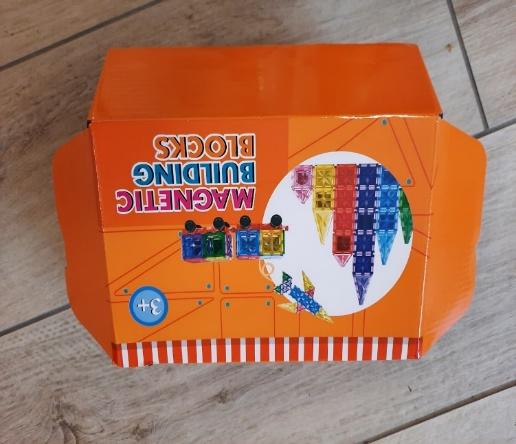 MAGNETIC
BUILDING
BLOCKS
3+